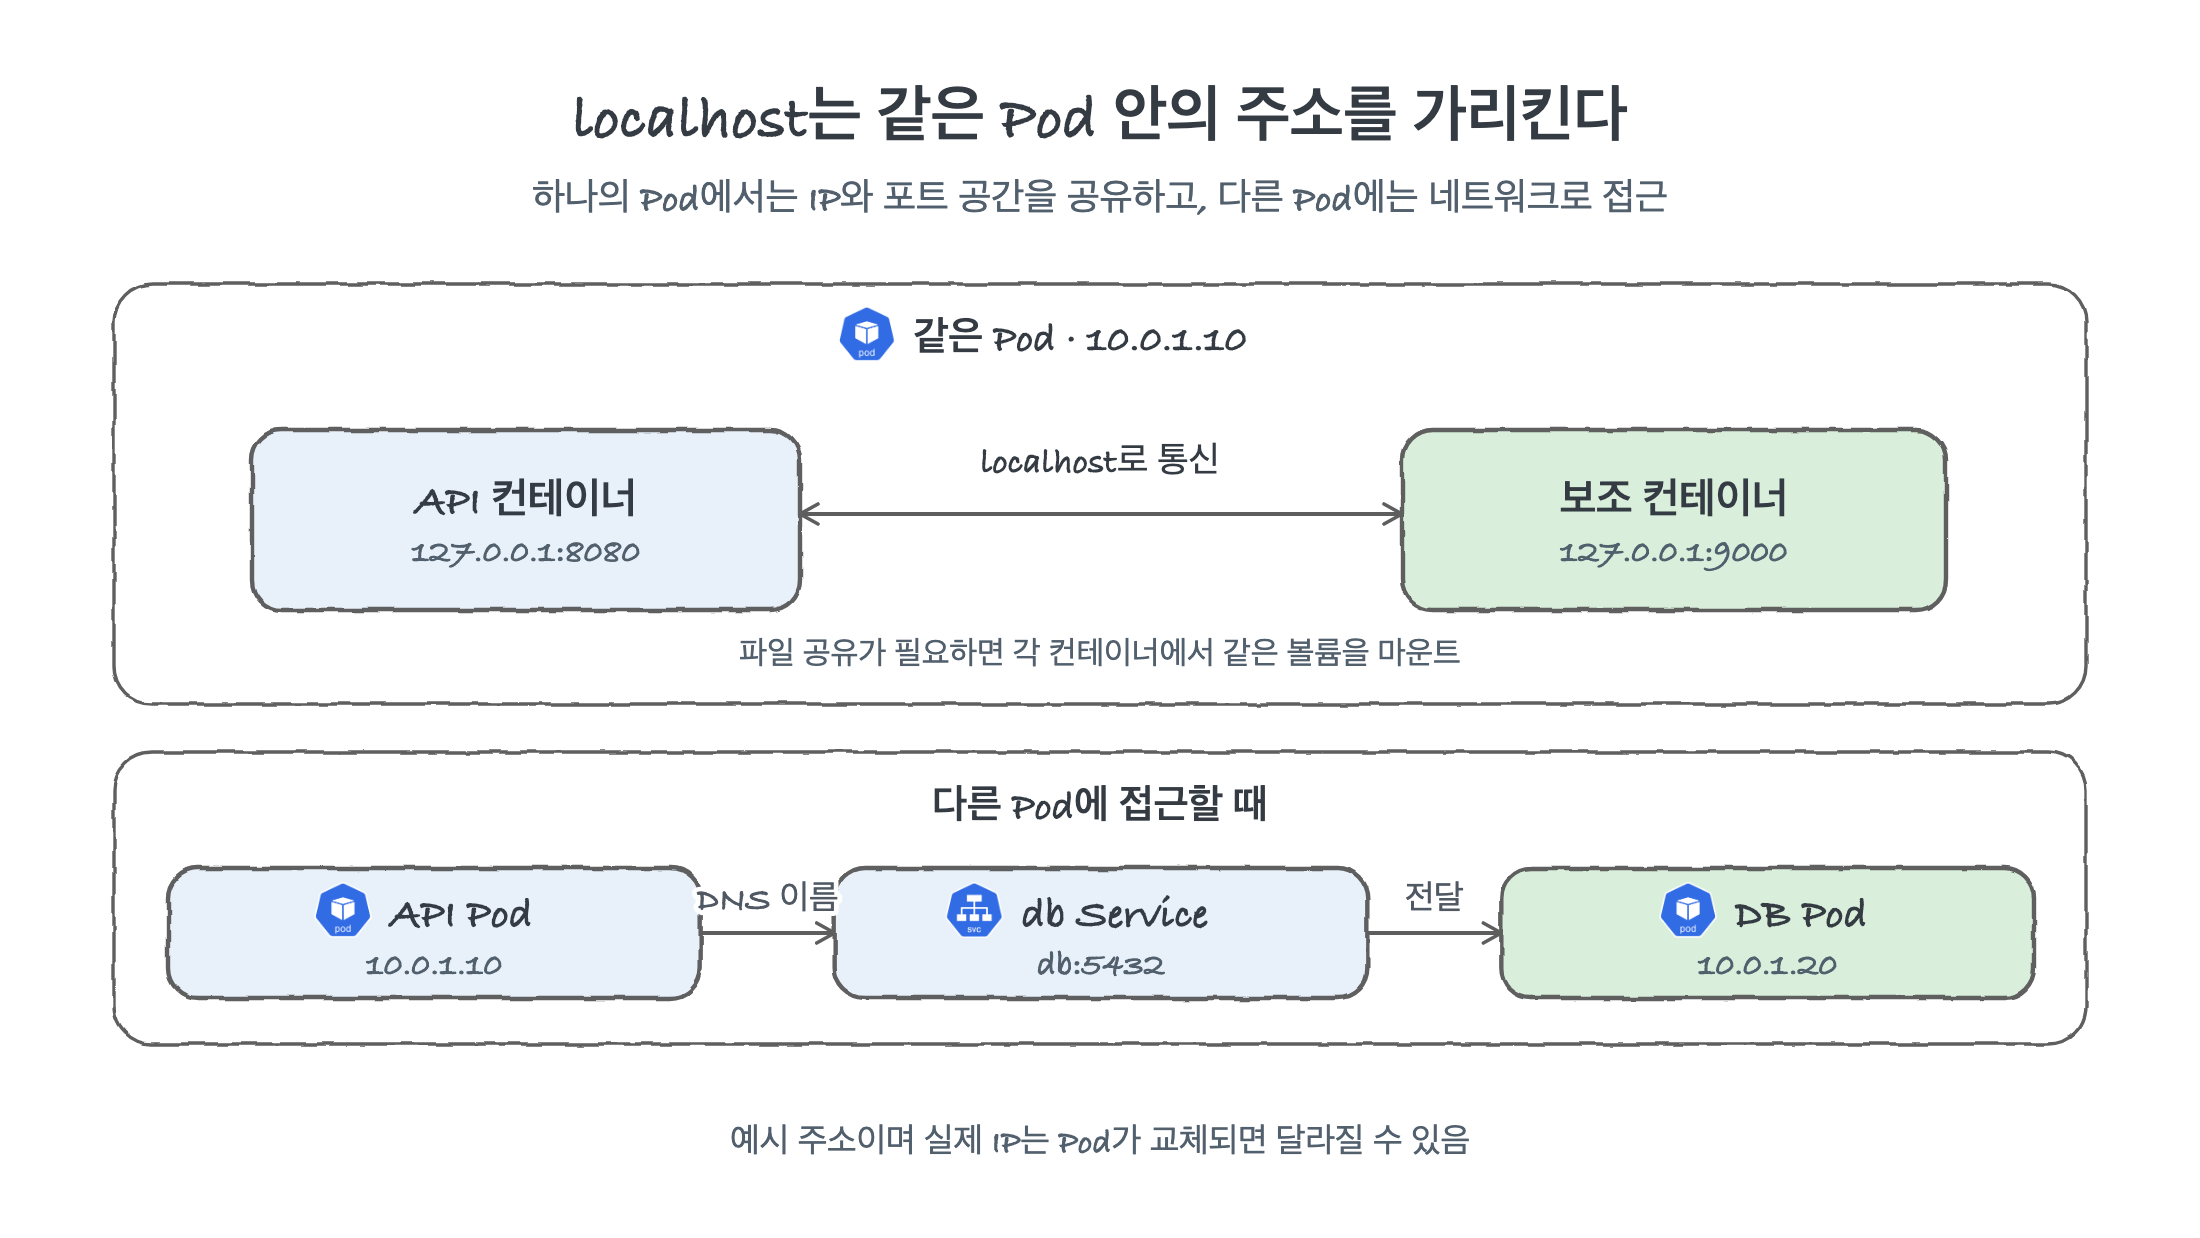 localhost는 같은 Pod 안의 주소를 가리킨다
하나의 Pod에서는 IP와 포트 공간을 공유하고, 다른 Pod에는 네트워크로 접근
pod
같은 Pod · 10.0.1.10
localhost로 통신
API 컨테이너
127.0.0.1:8080
보조 컨테이너
127.0.0.1:9000
파일 공유가 필요하면 각 컨테이너에서 같은 볼륨을 마운트
다른 Pod에 접근할 때
pod
API Pod
10.0.1.10
DNS 이름
svc
db Service
db:5432
전달
pod
DB Pod
10.0.1.20
예시 주소이며 실제 IP는 Pod가 교체되면 달라질 수 있음